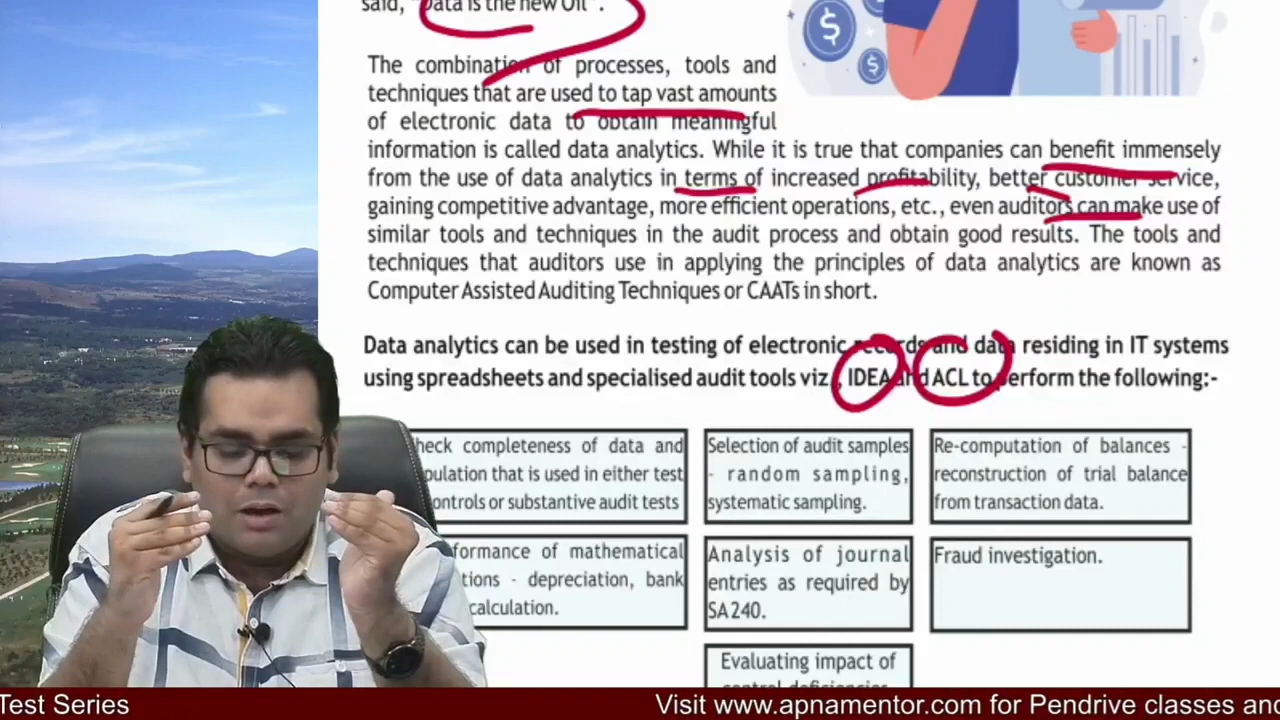 said, "Data is the new Oil".
The combination of processes, tools and
techniques that are used to tap vast amounts
of electronic data to obtain meaningful
information is called data analytics. While it is true that companies can benefit immensely
from the use of data analytics in terms of increased profitability, better customer service,
gaining competitive advantage, more efficient operations, etc., even auditors can make use of
similar tools and techniques in the audit process and obtain good results. The tools and
techniques that auditors use in applying the principles of data analytics are known as
Computer Assisted Auditing Techniques or CAATs in short.
Data analytics can be used in testing of electronic records and data residing in IT systems
using spreadsheets and specialised audit tools viz., IDEA and ACL to perform the following:-
heck completeness of data and
pulation that is used in either test
ontrols or substantive audit tests
Selection of audit samples
- random sampling,
systematic sampling.
Re-computation of balances -
reconstruction of trial balance
from transaction data.
formance of mathematical
tions - depreciation, bank
calculation.
Analysis of journal
entries as required by
SA 240.
Fraud investigation.
Evaluating impact of
control deficiencies
Test Series
Visit www.apnamentor.com for Pendrive classes and